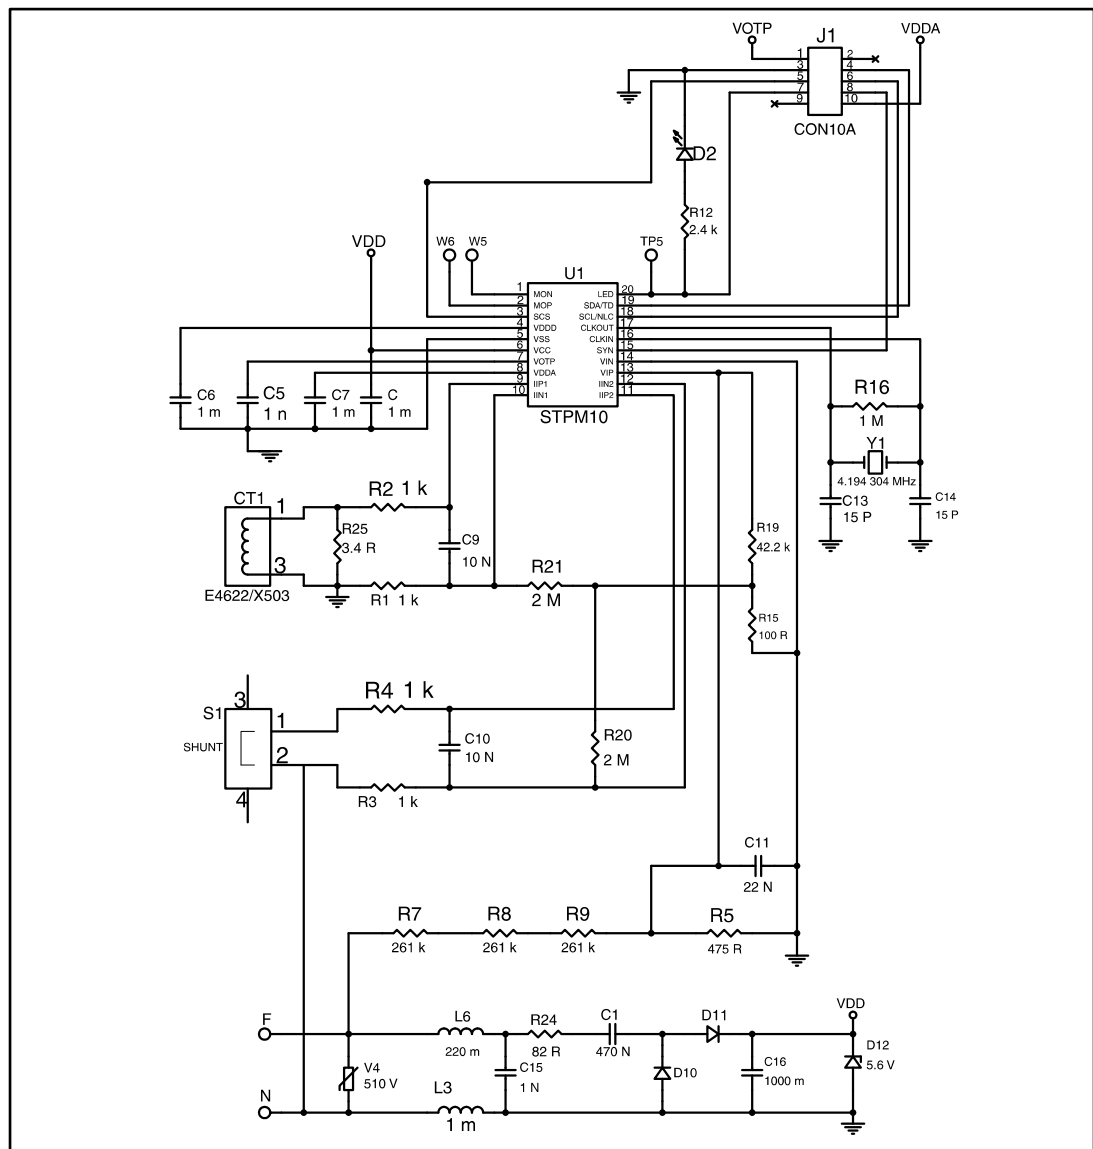 VOTP
J1
VDDA
1 2
3 4
5 6
7 8
9 10
CON10A
D2
R12
2.4 k
VDD
W6
W5
TP5
U1
1 MON LED 20
2 MOP SDA/TD 19
3 SCS SCL/NLC 18
4 VDDD CLKOUT 17
5 VSS CLKIN 16
6 VCC SYN 15
7 VOTP VIN 14
8 VDDA VIP 13
9 IIP1 IIN2 12
10 IIN1 IIP2 11
STPM10
C6
1 m
C5
1 n
C7
1 m
C
1 m
R16
1 M
Y1
4.194 304 MHz
C13
15 P
C14
15 P
CT1
1
3
E4622/X503
R2 1 k
R25
3.4 R
C9
10 N
R1 1 k
R21
2 M
R19
42.2 k
R15
100 R
S1
SHUNT
3
1
2
4
R4 1 k
C10
10 N
R3 1 k
R20
2 M
C11
22 N
R7
261 k
R8
261 k
R9
261 k
R5
475 R
F
L6
220 m
R24
82 R
C1
470 N
D11
VDD
V4
510 V
C15
1 N
D10
C16
1000 m
D12
5.6 V
N
L3
1 m